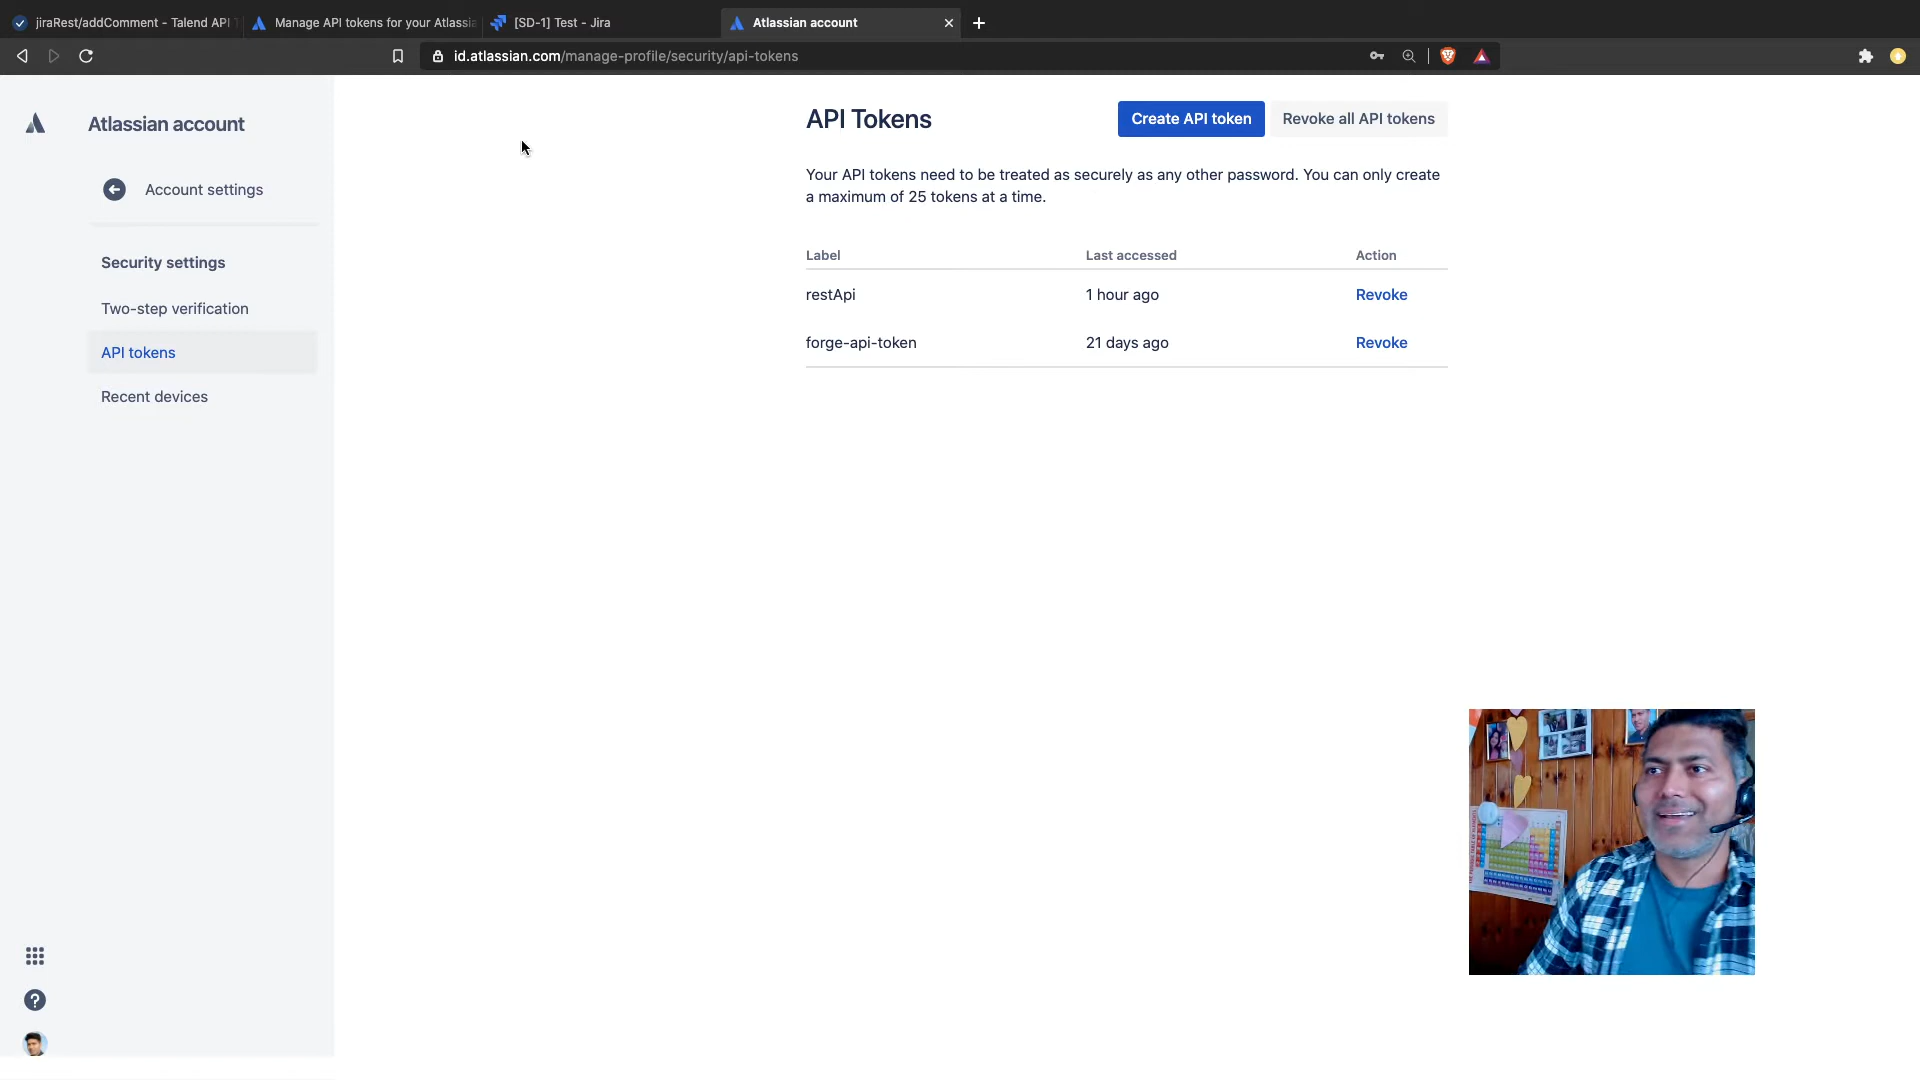 jiraRest/addComment - Talend API T
Manage API tokens for your Atlassia
[SD-1] Test - Jira
Atlassian account
id.atlassian.com/manage-profile/security/api-tokens
Atlassian account
Account settings
Security settings
Two-step verification
API tokens
Recent devices
API Tokens
Create API token
Revoke all API tokens
Your API tokens need to be treated as securely as any other password. You can only create
a maximum of 25 tokens at a time.
Label Last accessed Action
restApi 1 hour ago Revoke
forge-api-token 21 days ago Revoke